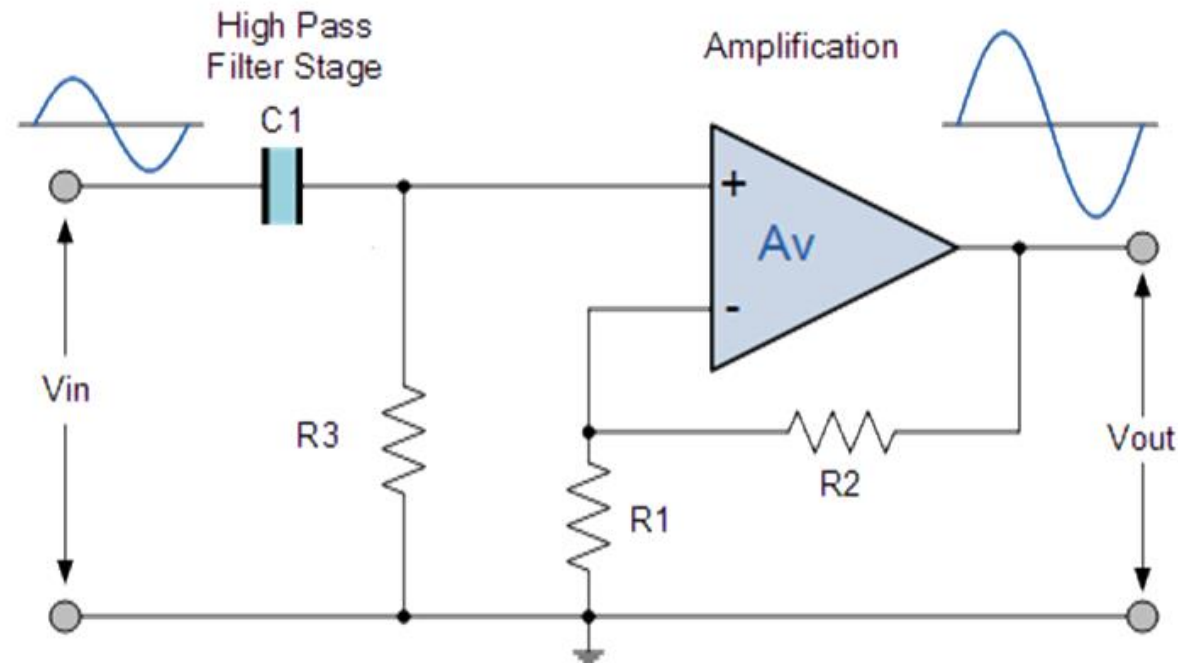 High Pass
Filter Stage
Amplification
C1
+
Av
-
Vin
R3
R2
R1
Vout